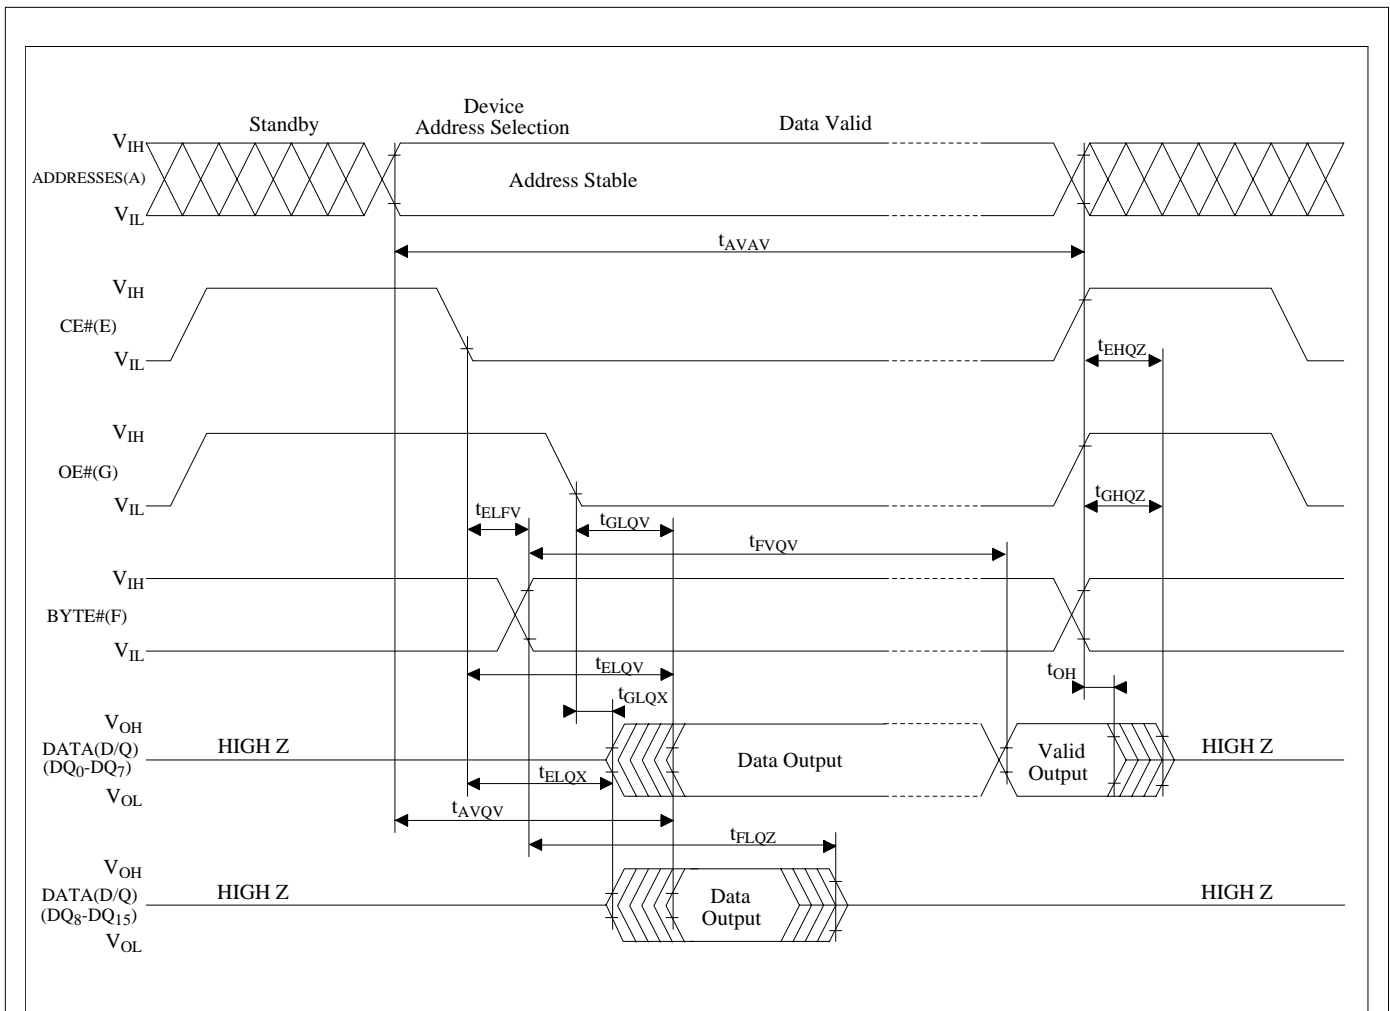 Device
Standby Address Selection Data Valid
VIH
ADDRESSES(A) Address Stable
VIL
tAVAV
VIH
CE#(E)
VIL
tEHQZ
VIH
OE#(G)
VIL
tGHQZ
tELFV tGLQV
tFVQV
VIH
BYTE#(F)
VIL
tELQV
tOH
tGLQX
VOH
DATA(D/Q) HIGH Z Data Output Valid HIGH Z
(DQ0-DQ7) Output
tELQX
VOL
tAVQV
tFLQZ
VOH
DATA(D/Q) HIGH Z Data HIGH Z
(DQ8-DQ15) Output
VOL